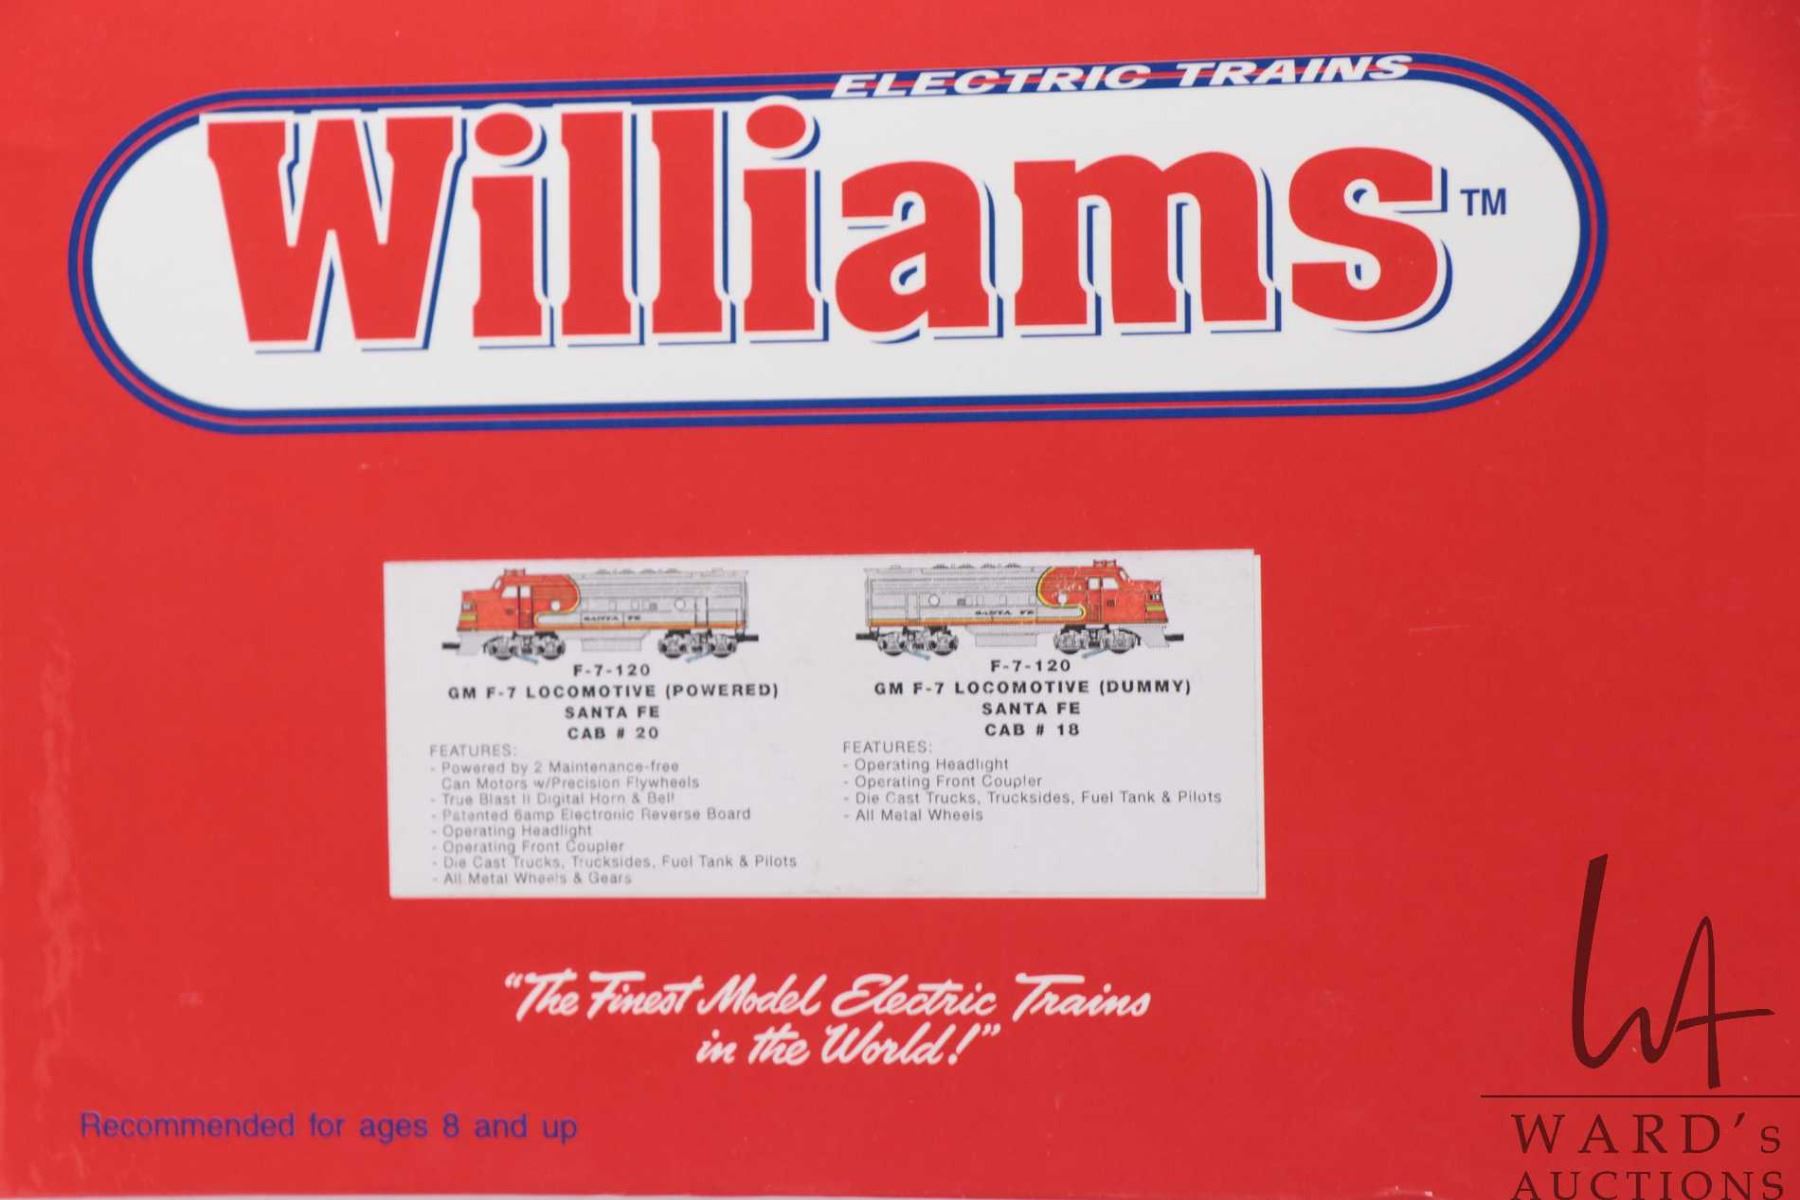 ELECTRIC TRAINS
Williams™
SANTA FE
SANTA FE
F-7-120
GM F-7 LOCOMOTIVE (POWERED)
SANTA FE
CAB # 20
FEATURES:
- Powered by 2 Maintenance-free
Can Motors w/Precision Flywheels
- True Blast II Digital Horn & Bell
- Patented 6amp Electronic Reverse Board
- Operating Headlight
- Operating Front Coupler
- Die Cast Trucks, Trucksides, Fuel Tank & Pilots
- All Metal Wheels & Gears
F-7-120
GM F-7 LOCOMOTIVE (DUMMY)
SANTA FE
CAB # 18
FEATURES:
- Operating Headlight
- Operating Front Coupler
- Die Cast Trucks, Trucksides, Fuel Tank & Pilots
- All Metal Wheels
"The Finest Model Electric Trains
in the World!"
Recommended for ages 8 and up
WA
WARD's
AUCTIONS